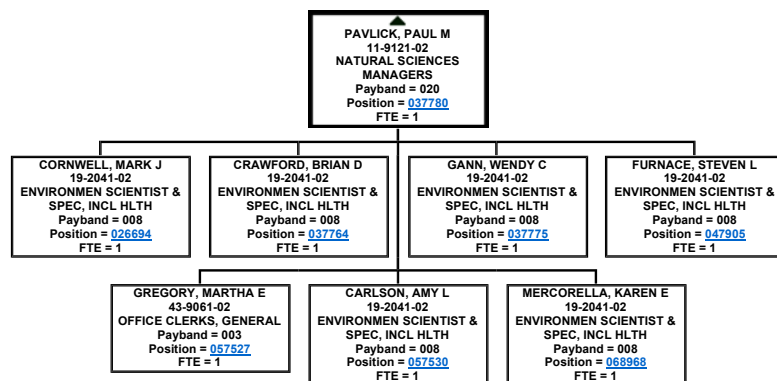 PAVLICK, PAUL M
11-9121-02
NATURAL SCIENCES
MANAGERS
Payband = 020
Position = 037780
FTE = 1
CORNWELL, MARK J
19-2041-02
ENVIRONMEN SCIENTIST &
SPEC, INCL HLTH
Payband = 008
Position = 026694
FTE = 1
CRAWFORD, BRIAN D
19-2041-02
ENVIRONMEN SCIENTIST &
SPEC, INCL HLTH
Payband = 008
Position = 037764
FTE = 1
GANN, WENDY C
19-2041-02
ENVIRONMEN SCIENTIST &
SPEC, INCL HLTH
Payband = 008
Position = 037775
FTE = 1
FURNACE, STEVEN L
19-2041-02
ENVIRONMEN SCIENTIST &
SPEC, INCL HLTH
Payband = 008
Position = 047905
FTE = 1
GREGORY, MARTHA E
43-9061-02
OFFICE CLERKS, GENERAL
Payband = 003
Position = 057527
FTE = 1
CARLSON, AMY L
19-2041-02
ENVIRONMEN SCIENTIST &
SPEC, INCL HLTH
Payband = 008
Position = 057530
FTE = 1
MERCORELLA, KAREN E
19-2041-02
ENVIRONMEN SCIENTIST &
SPEC, INCL HLTH
Payband = 008
Position = 068968
FTE = 1